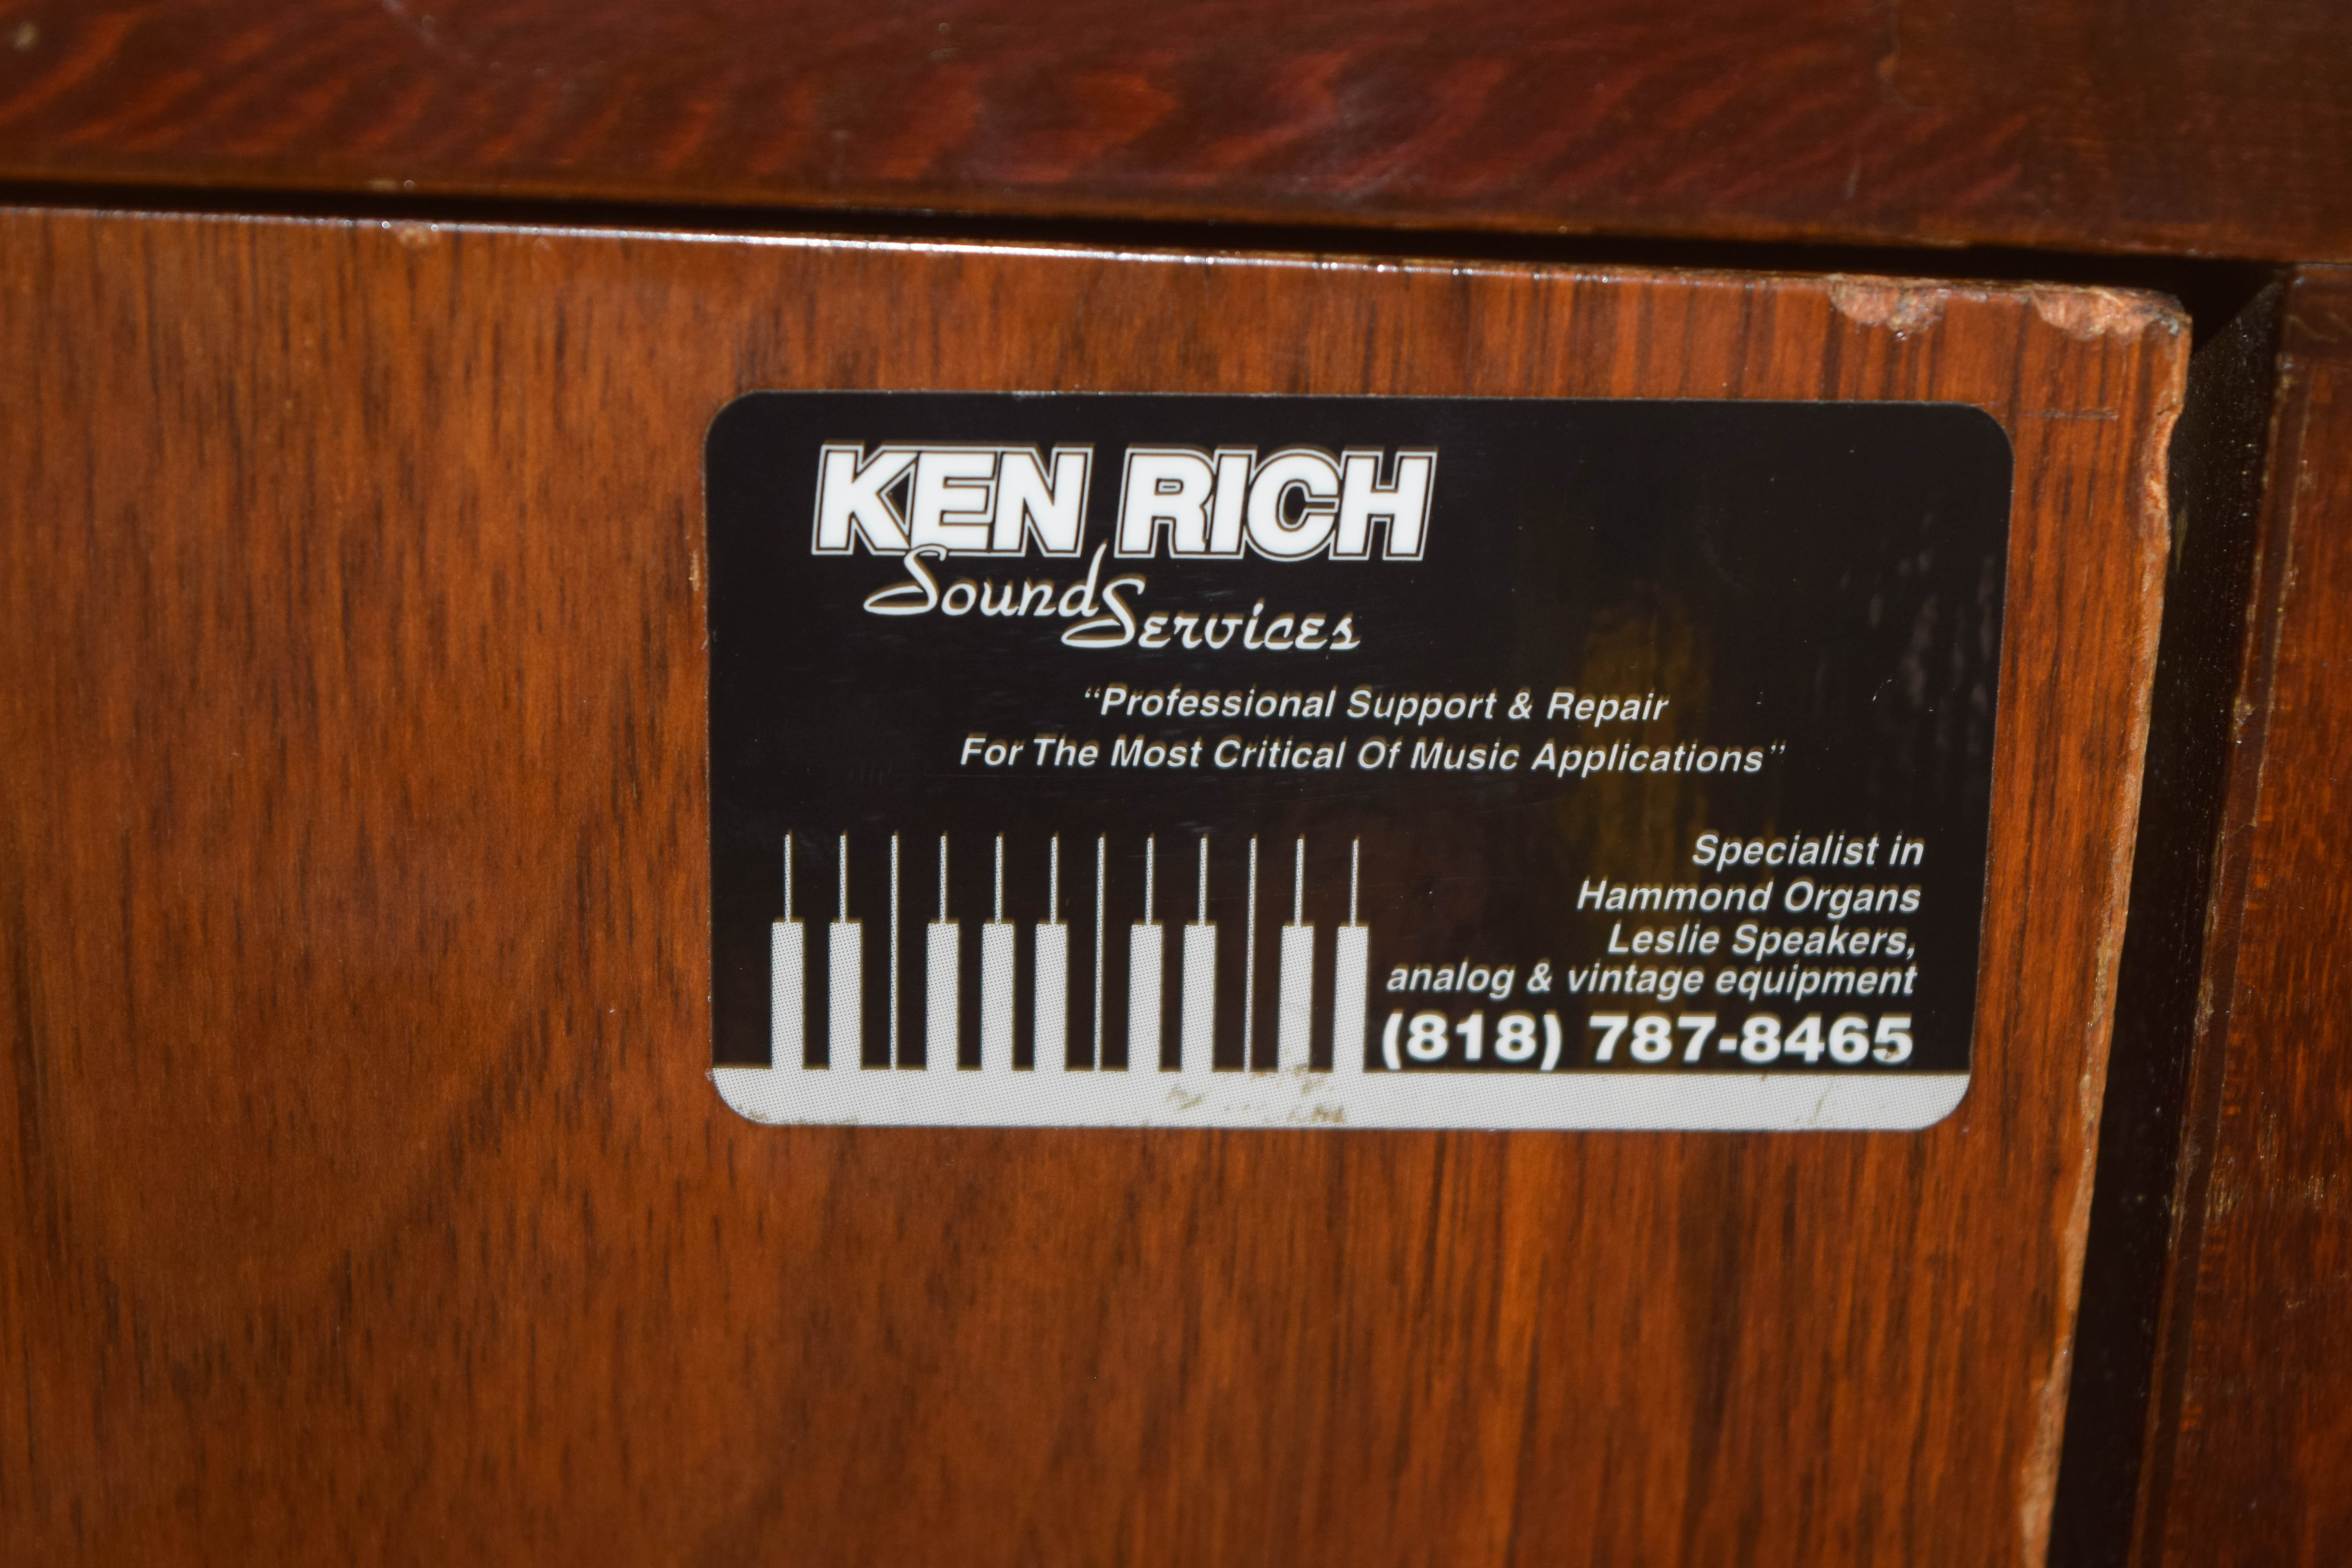 KEN RICH
Sound Services
“Professional Support & Repair
For The Most Critical Of Music Applications”
Specialist in
Hammond Organs
Leslie Speakers,
analog & vintage equipment
(818) 787-8465